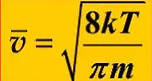 v̅ = √(8kT / πm)